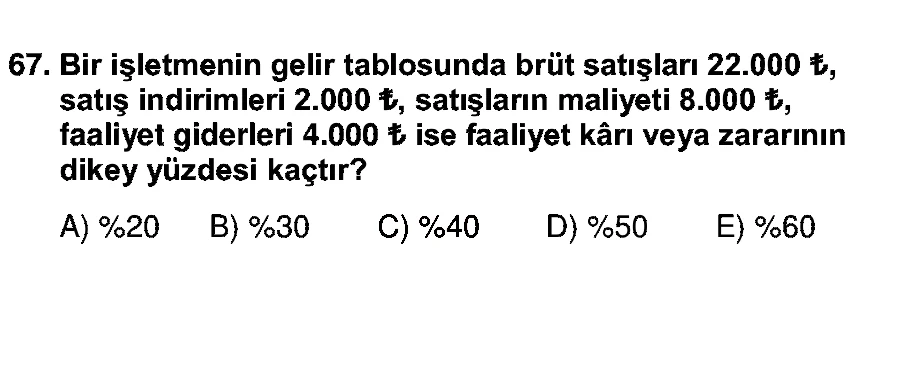 67. Bir işletmenin gelir tablosunda brüt satışları 22.000 ₺,
satış indirimleri 2.000 ₺, satışların maliyeti 8.000 ₺,
faaliyet giderleri 4.000 ₺ ise faaliyet kârı veya zararının
dikey yüzdesi kaçtır?
A) %20 B) %30 C) %40 D) %50 E) %60